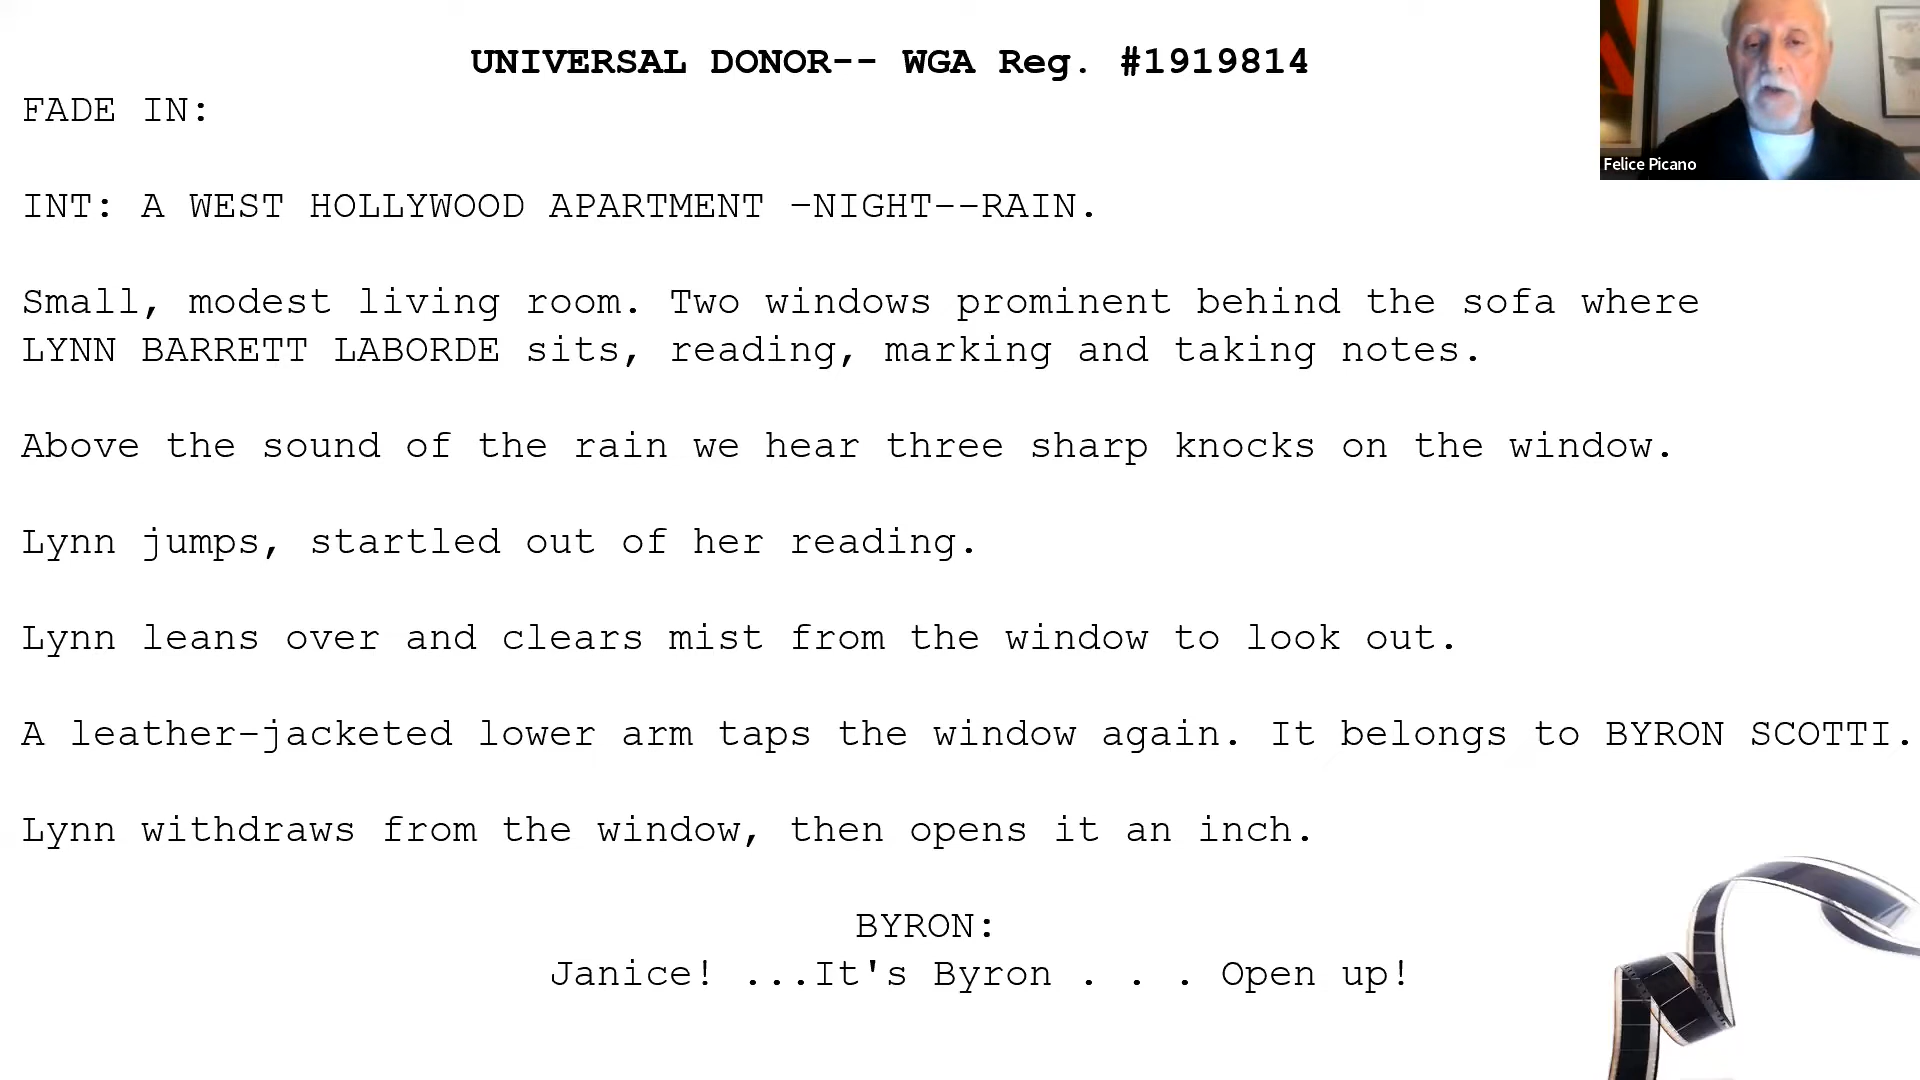 UNIVERSAL DONOR-- WGA Reg. #1919814
FADE IN:
Felice Picano
INT: A WEST HOLLYWOOD APARTMENT –NIGHT--RAIN.
Small, modest living room. Two windows prominent behind the sofa where
LYNN BARRETT LABORDE sits, reading, marking and taking notes.
Above the sound of the rain we hear three sharp knocks on the window.
Lynn jumps, startled out of her reading.
Lynn leans over and clears mist from the window to look out.
A leather-jacketed lower arm taps the window again. It belongs to BYRON SCOTTI.
Lynn withdraws from the window, then opens it an inch.
BYRON:
Janice! ...It's Byron . . . Open up!